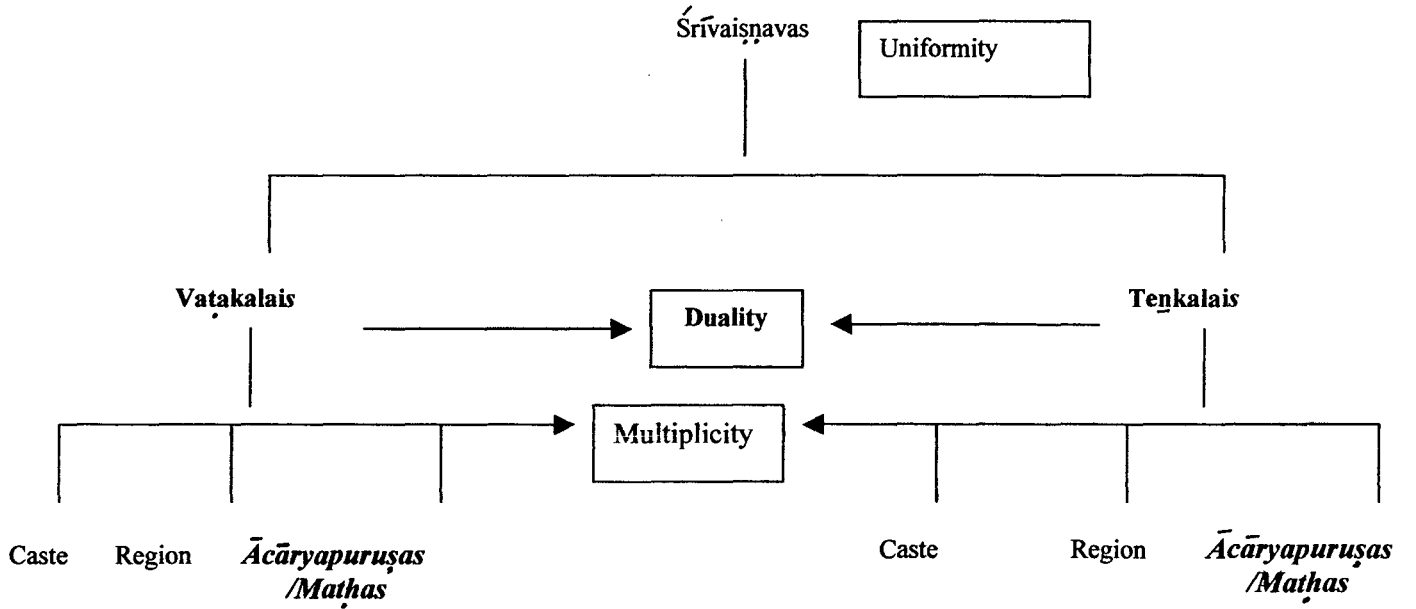 Śrīvaiṣṇavas
Uniformity
Vaṭakalais
Duality
Teṉkalais
Multiplicity
Caste
Region
Ācāryapuruṣas
/Maṭhas
Caste
Region
Ācāryapuruṣas
/Maṭhas